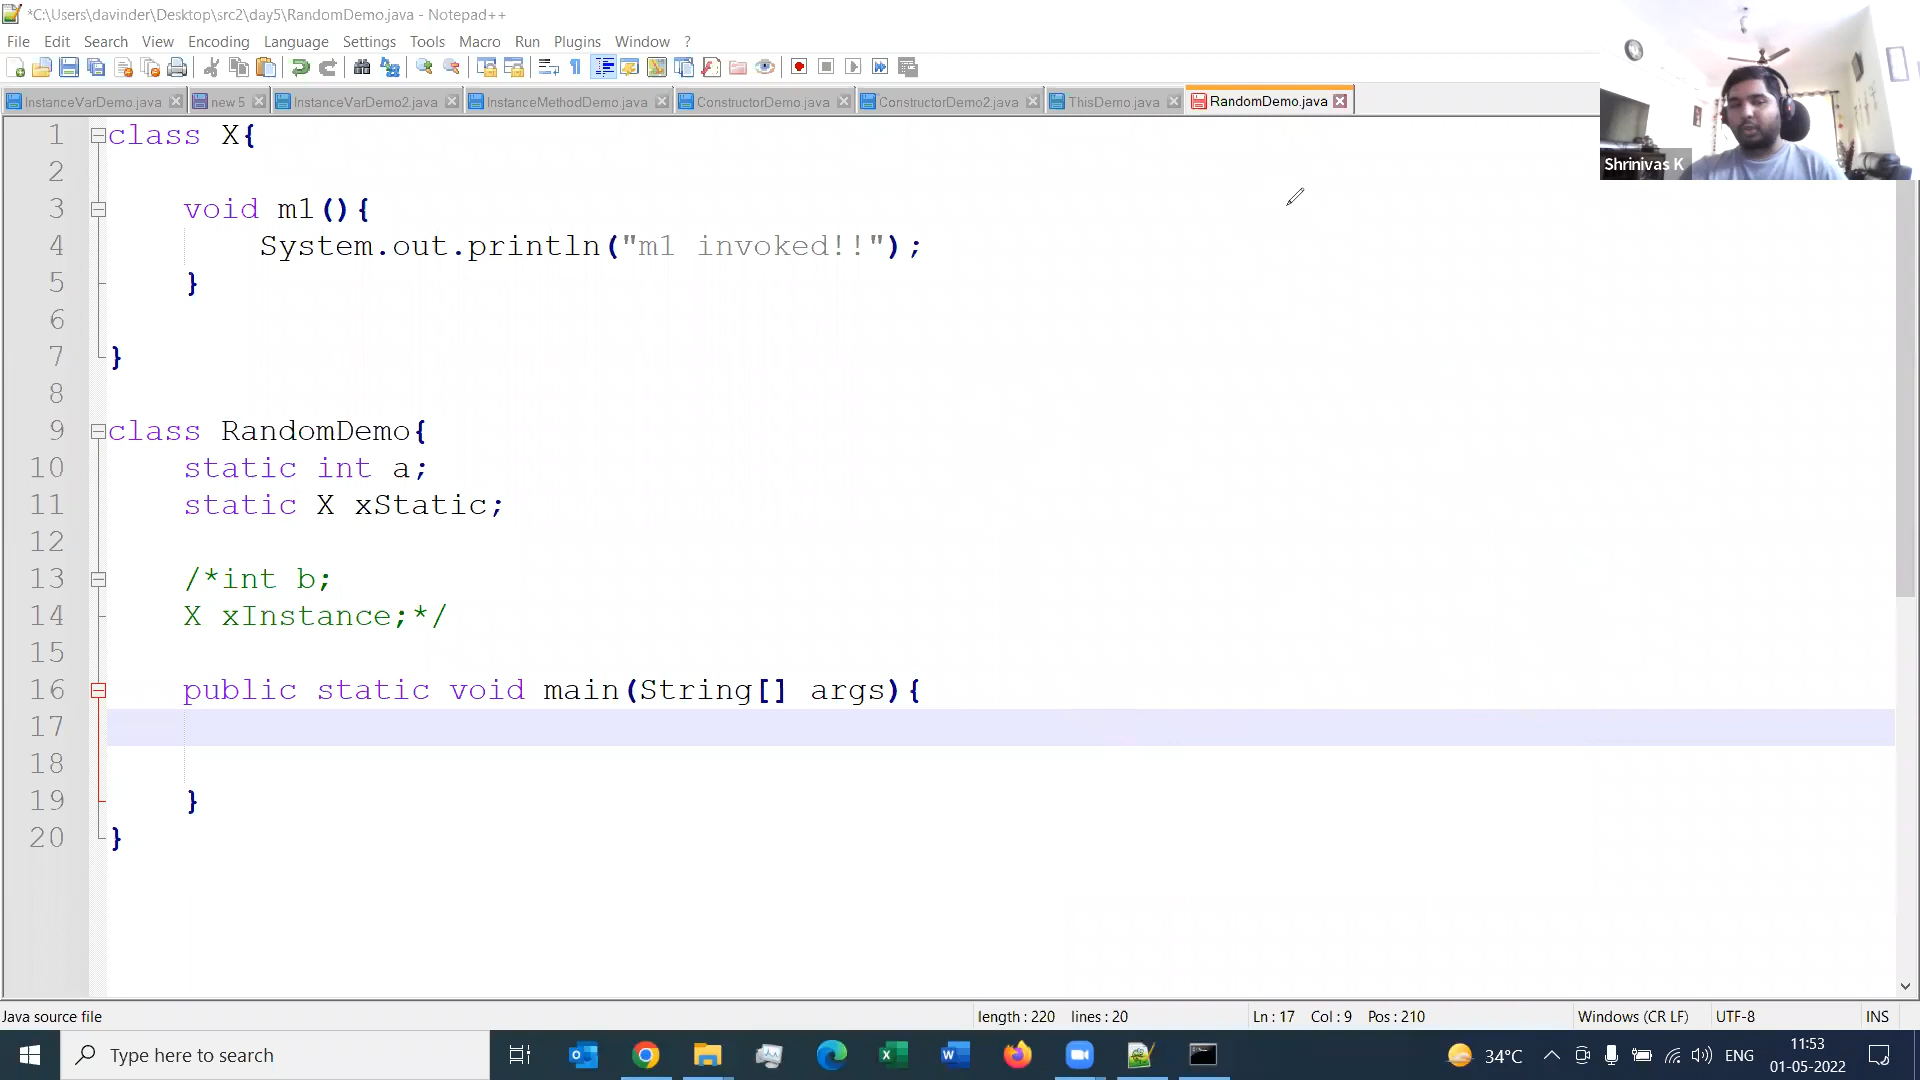 *C:\Users\davinder\Desktop\src2\day5\RandomDemo.java - Notepad++
File Edit Search View Encoding Language Settings Tools Macro Run Plugins Window ?
InstanceVarDemo.java new 5 InstanceVarDemo2.java InstanceMethodDemo.java ConstructorDemo.java ConstructorDemo2.java ThisDemo.java RandomDemo.java
Shrinivas K
1 class X{
2
3 void m1(){
4 System.out.println("m1 invoked!!");
5 }
6
7 }
8
9 class RandomDemo{
10 static int a;
11 static X xStatic;
12
13 /*int b;
14 X xInstance;*/
15
16 public static void main(String[] args){
17
18
19 }
20 }
Java source file length : 220 lines : 20 Ln : 17 Col : 9 Pos : 210 Windows (CR LF) UTF-8 INS
Type here to search 34°C ENG 11:53
01-05-2022